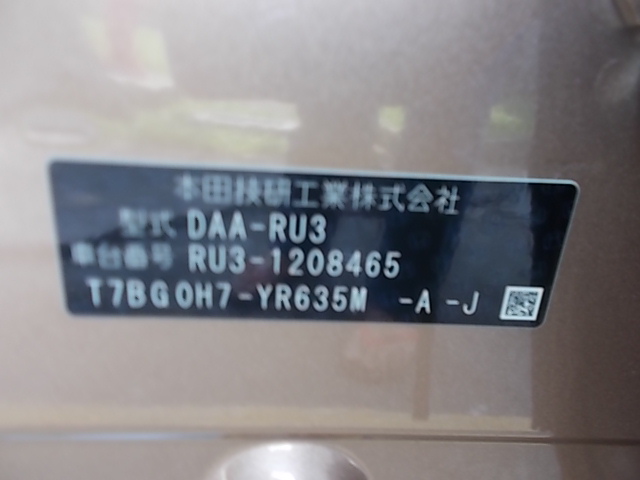 本田技研工業株式会社
型式 DAA-RU3
車台番号 RU3-1208465
T7BG0H7-YR635M -A -J